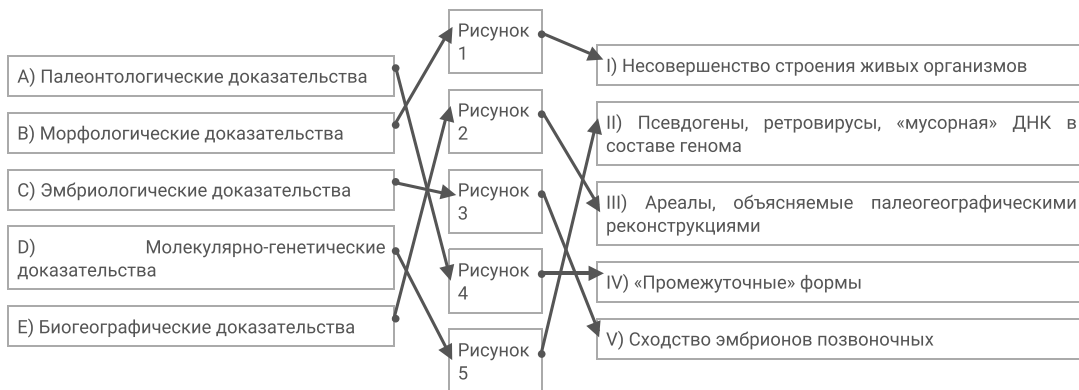 А) Палеонтологические доказательства
В) Морфологические доказательства
С) Эмбриологические доказательства
D) Молекулярно-генетические
доказательства
Е) Биогеографические доказательства
Рисунок
1
Рисунок
2
Рисунок
3
Рисунок
4
Рисунок
5
I) Несовершенство строения живых организмов
II) Псевдогены, ретровирусы, «мусорная» ДНК в
составе генома
III) Ареалы, объясняемые палеогеографическими
реконструкциями
IV) «Промежуточные» формы
V) Сходство эмбрионов позвоночных